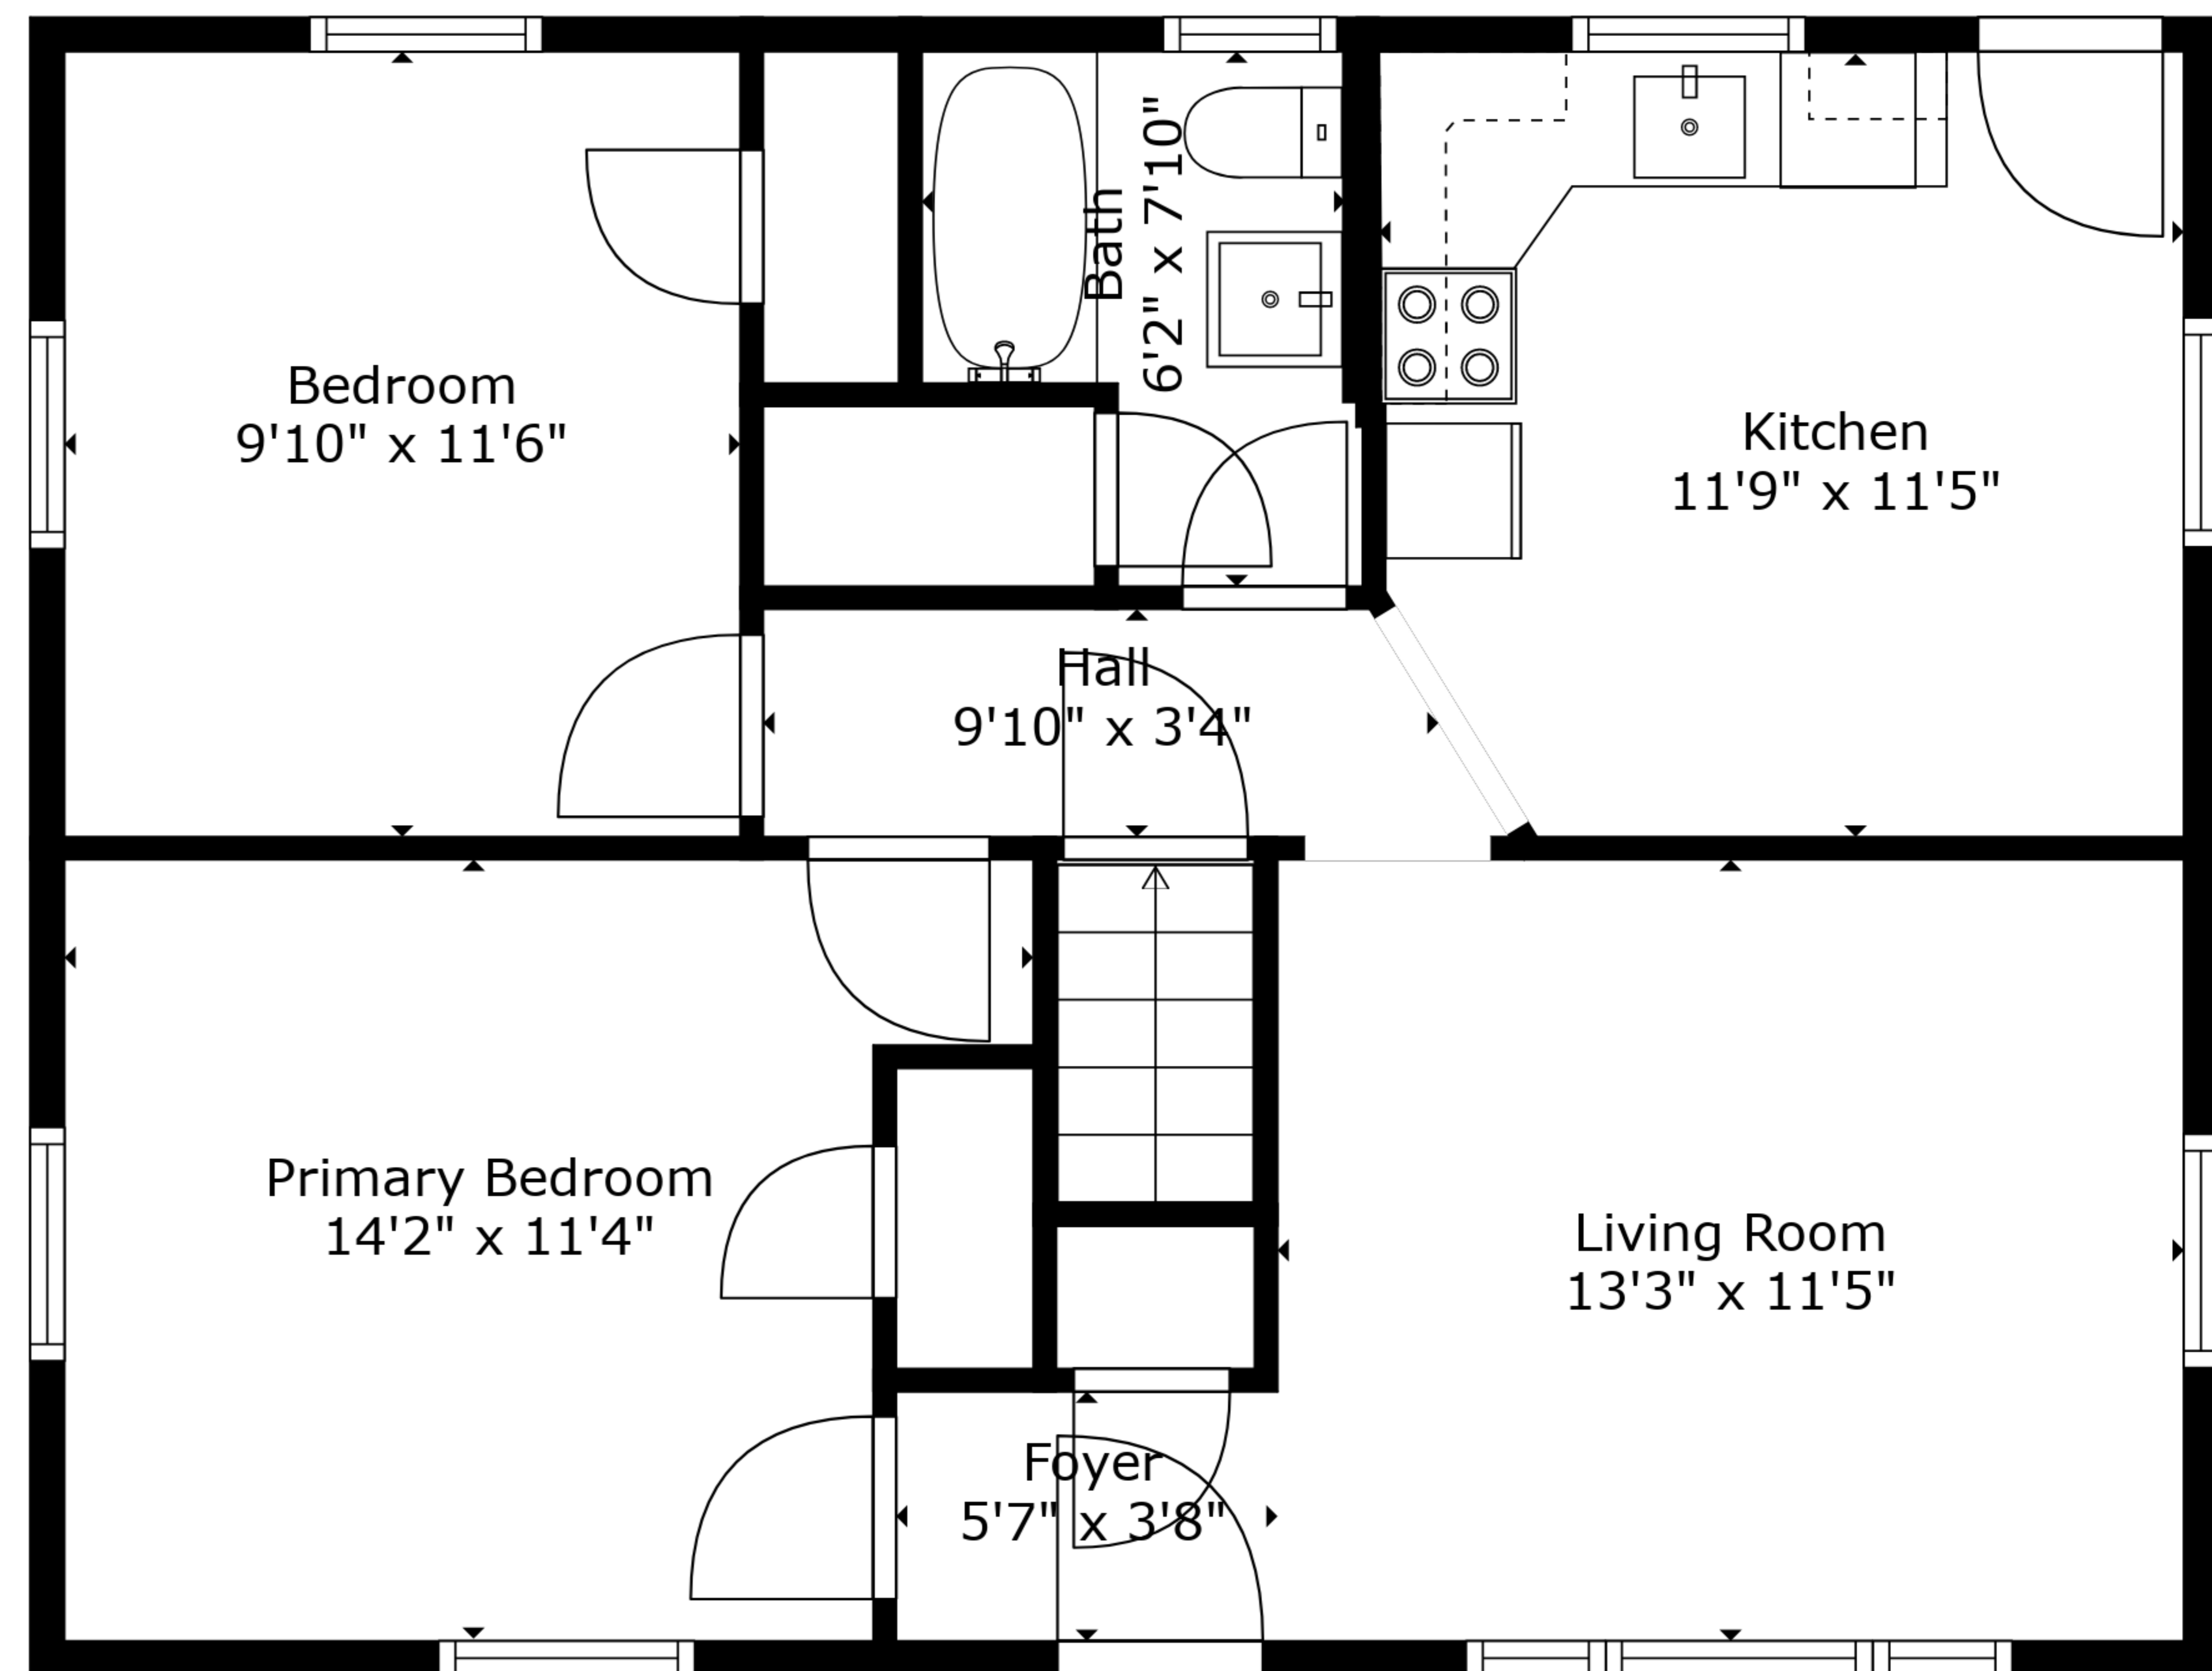 Bath
6'2" x 7'10"
Bedroom
9'10" x 11'6"
Kitchen
11'9" x 11'5"
Hall
9'10" x 3'4"
Primary Bedroom
14'2" x 11'4"
Living Room
13'3" x 11'5"
Foyer
5'7" x 3'8"